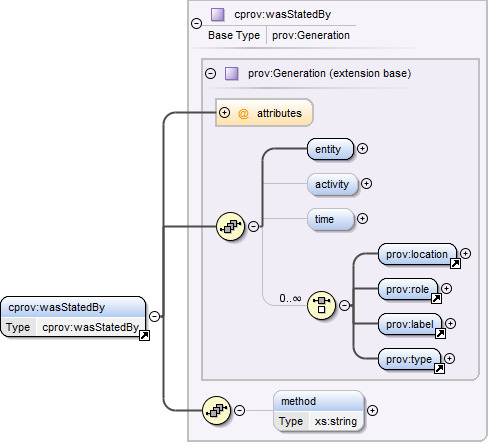 cprov:wasStatedBy
Base Type prov:Generation
prov:Generation (extension base)
@ attributes
entity
activity
time
0..∞
prov:location
prov:role
prov:label
prov:type
cprov:wasStatedBy
Type cprov:wasStatedBy
method
Type xs:string